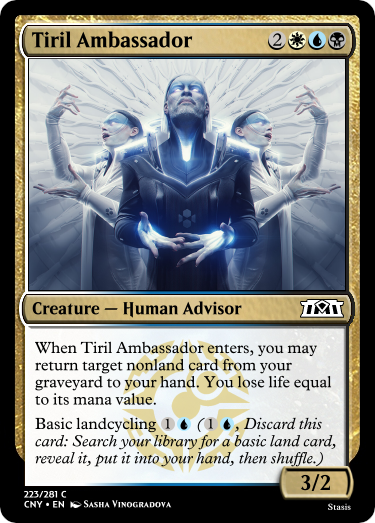 Tiril Ambassador 2
Creature — Human Advisor
When Tiril Ambassador enters, you may
return target nonland card from your
graveyard to your hand. You lose life equal
to its mana value.
Basic landcycling 1 (1 , Discard this
card: Search your library for a basic land card,
reveal it, put it into your hand, then shuffle.)
3/2
223/281 C
CNY • EN Sasha Vinogradova
Stasis